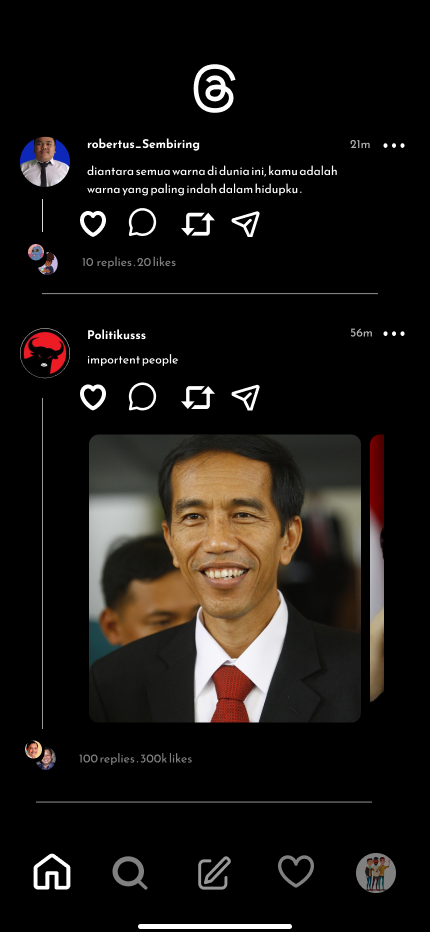 robertus_Sembiring
21m
diantara semua warna di dunia ini, kamu adalah
warna yang paling indah dalam hidupku .
10 replies . 20 likes
Politikusss
56m
importent people
100 replies . 300k likes